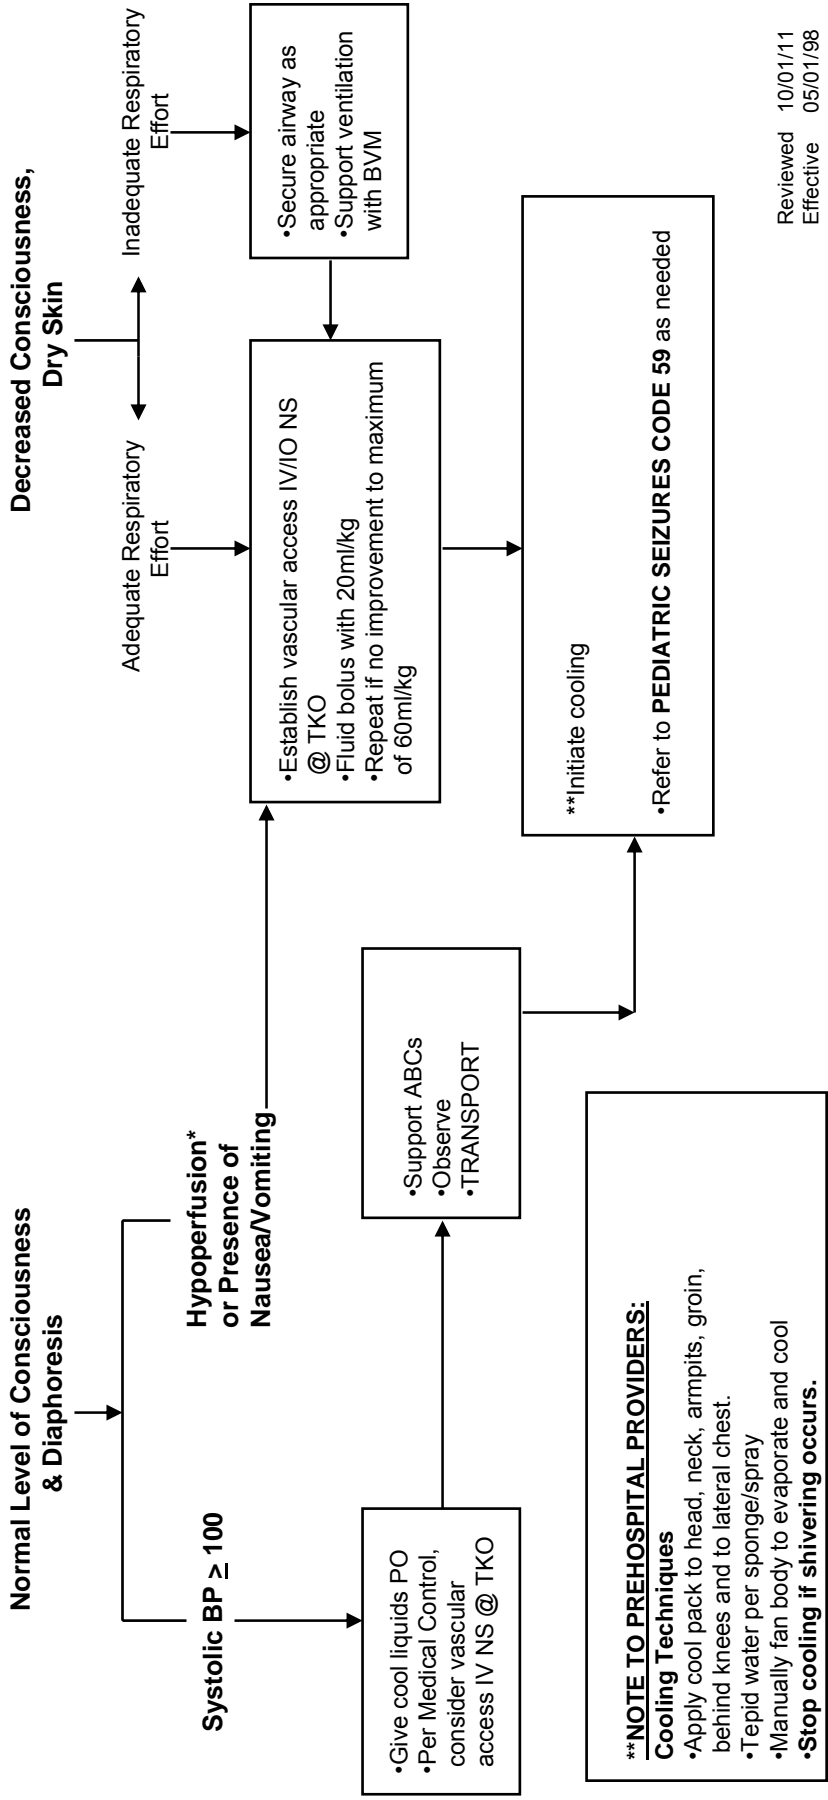 Normal Level of Consciousness
& Diaphoresis
Systolic BP ≥ 100
Hypoperfusion*
or Presence of
Nausea/Vomiting
•Give cool liquids PO
•Per Medical Control,
consider vascular
access IV NS @ TKO
•Support ABCs
•Observe
•TRANSPORT
Decreased Consciousness,
Dry Skin
Adequate Respiratory
Effort
Inadequate Respiratory
Effort
•Secure airway as
appropriate
•Support ventilation
with BVM
•Establish vascular access IV/IO NS
@ TKO
•Fluid bolus with 20ml/kg
•Repeat if no improvement to maximum
of 60ml/kg
**Initiate cooling
•Refer to PEDIATRIC SEIZURES CODE 59 as needed
**NOTE TO PREHOSPITAL PROVIDERS:
Cooling Techniques
•Apply cool pack to head, neck, armpits, groin,
behind knees and to lateral chest.
•Tepid water per sponge/spray
•Manually fan body to evaporate and cool
•Stop cooling if shivering occurs.
Reviewed 10/01/11
Effective 05/01/98